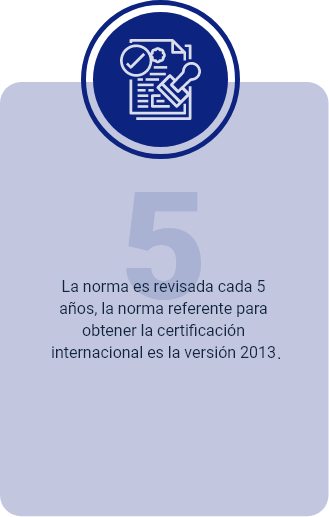 5
La norma es revisada cada 5
años, la norma referente para
obtener la certificación
internacional es la versión 2013.